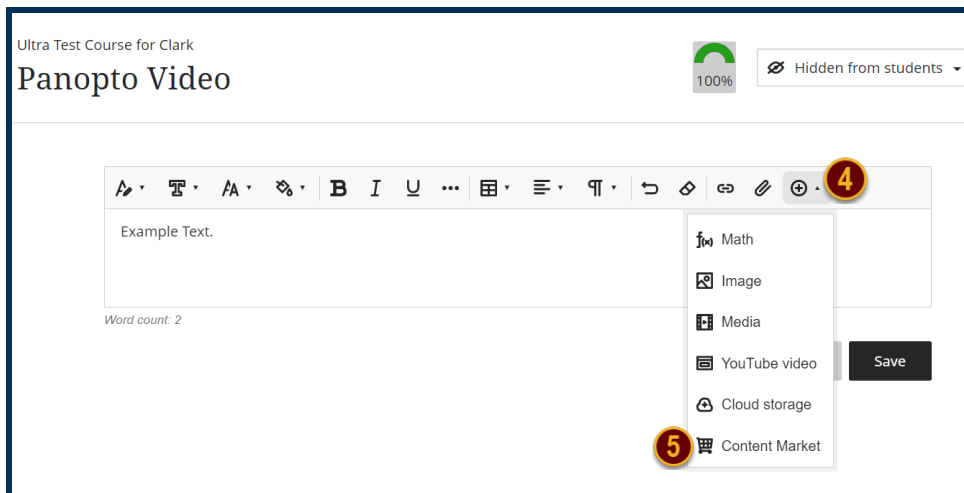 Ultra Test Course for Clark
Panopto Video
100%
Hidden from students
4
Example Text.
Word count: 2
Math
Image
Media
YouTube video
Save
Cloud storage
5
Content Market